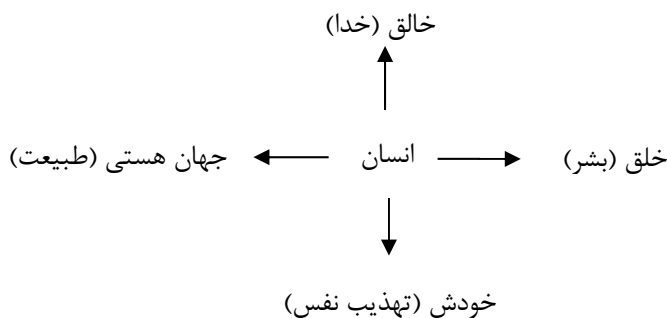 خالق (خدا)
خلق (بشر)
انسان
جهان هستی (طبیعت)
خودش (تهذیب نفس)